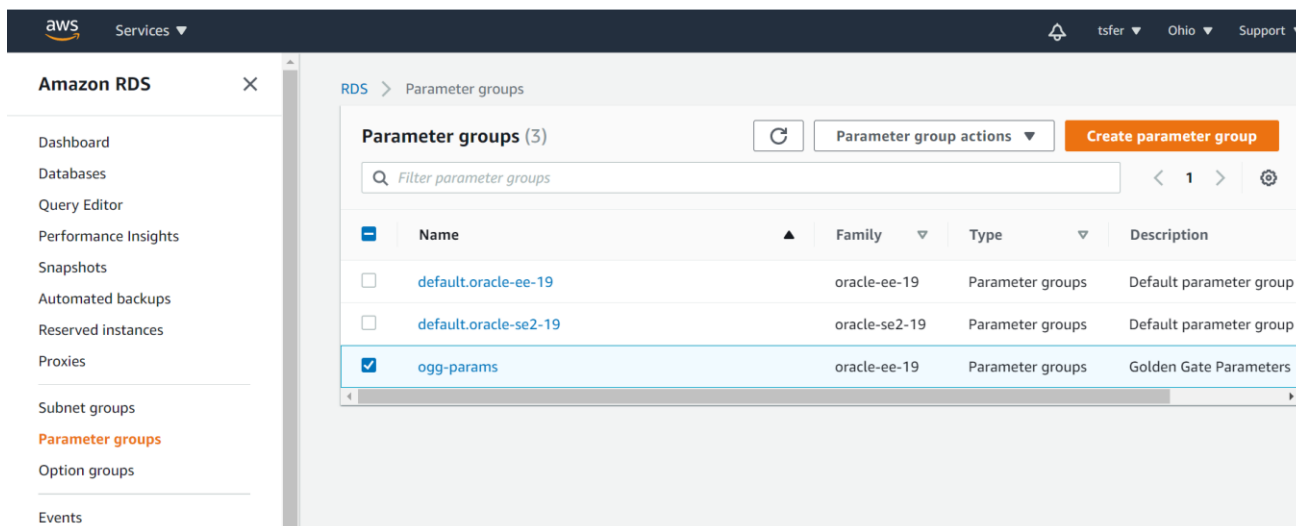 aws Services ▼ tsfer ▼ Ohio ▼ Support
Amazon RDS
Dashboard
Databases
Query Editor
Performance Insights
Snapshots
Automated backups
Reserved instances
Proxies
Subnet groups
Parameter groups
Option groups
Events
RDS > Parameter groups
Parameter groups (3) Parameter group actions ▼ Create parameter group
Filter parameter groups < 1 >
Name ▲ Family ▽ Type ▽ Description
default.oracle-ee-19 oracle-ee-19 Parameter groups Default parameter group
default.oracle-se2-19 oracle-se2-19 Parameter groups Default parameter group
ogg-params oracle-ee-19 Parameter groups Golden Gate Parameters